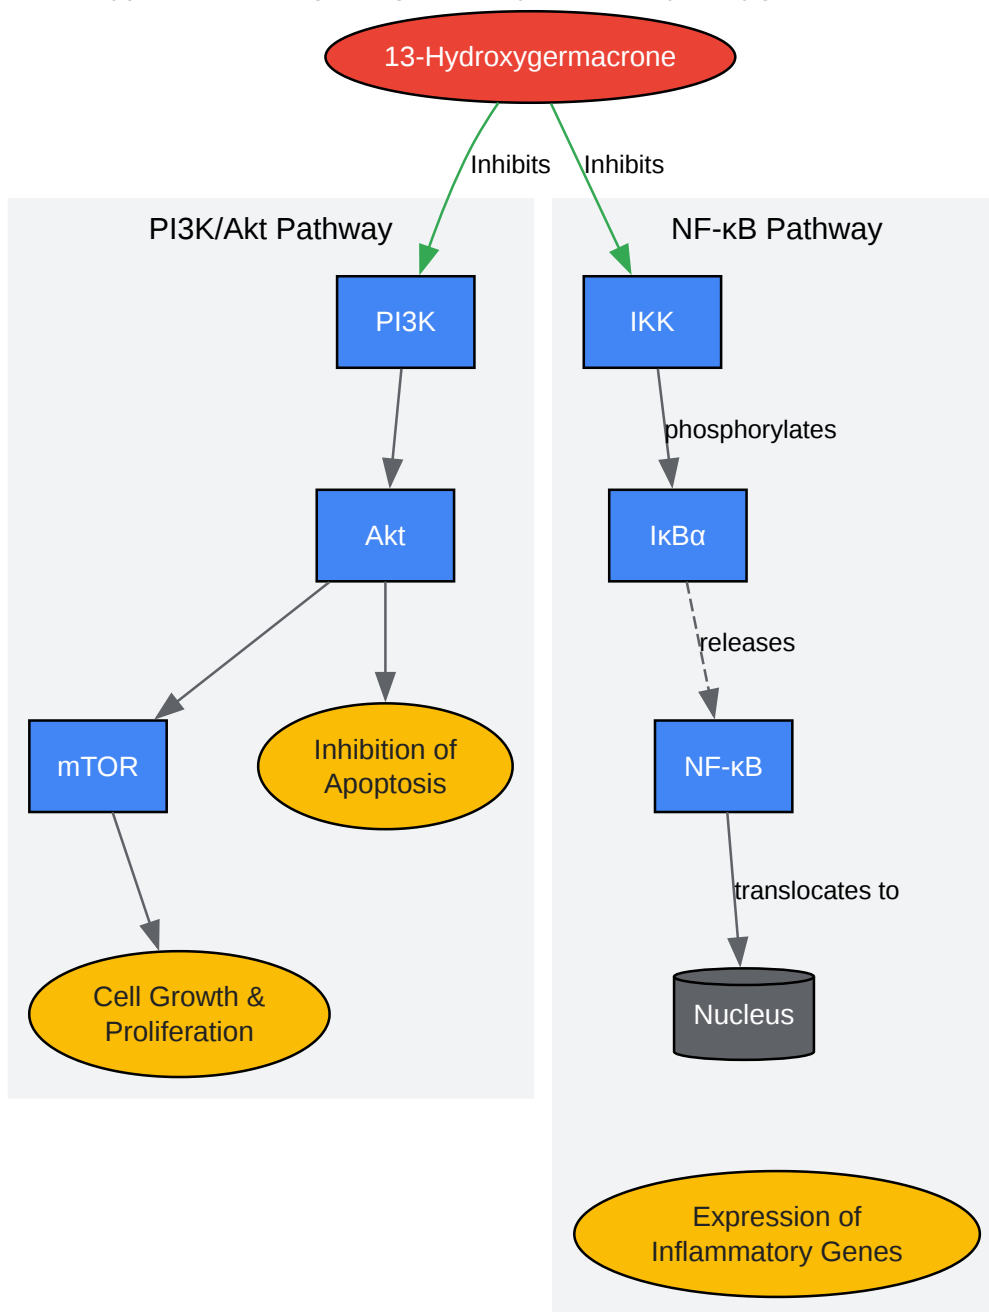 13-Hydroxygermacrone
Inhibits
Inhibits
PI3K/Akt Pathway
NF-κB Pathway
PI3K
IKK
phosphorylates
Akt
IκBα
releases
mTOR
Inhibition of
Apoptosis
NF-κB
translocates to
Cell Growth &
Proliferation
Nucleus
Expression of
Inflammatory Genes